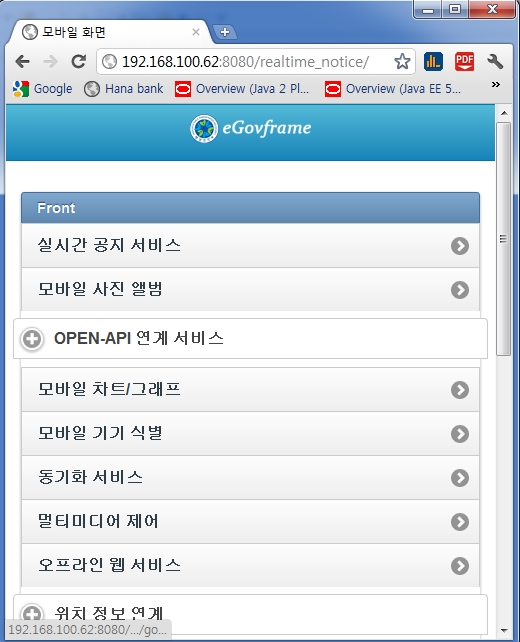 모바일 화면
192.168.100.62:8080/realtime_notice/
PDF
Google Hana bank Overview (Java 2 Pl... Overview (Java EE 5... »
eGovframe
Front
실시간 공지 서비스
모바일 사진 앨범
OPEN-API 연계 서비스
모바일 차트/그래프
모바일 기기 식별
동기화 서비스
멀티미디어 제어
오프라인 웹 서비스
위치 정보 연계
192.168.100.62:8080/.../go...